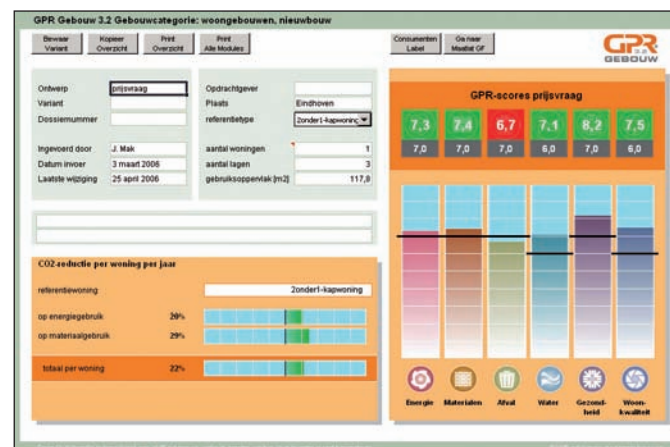 GPR Gebouw 3.2 Gebouwcategorie: woongebouwen, nieuwbouw
Bewaar Variant
Kopieer Overzicht
Print Overzicht
Print Alle Modules
Consumenten Label
Ga naar Maatlat GF
GPR
3.2
GEBOUW
Ontwerp prijsvraag
Variant
Dossiernummer
Opdrachtgever
Plaats Eindhoven
referentietype 2onder1-kapwoning
Ingevoerd door J. Mak
Datum invoer 3 maart 2006
Laatste wijziging 25 april 2006
aantal woningen 1
aantal lagen 3
gebruiksoppervlak [m2] 117,8
GPR-scores prijsvraag
7,3 7,4 6,7 7,1 8,2 7,5
7,0 7,0 7,0 6,0 7,0 6,0
CO2-reductie per woning per jaar
referentiewoning 2onder1-kapwoning
op energiegebruik 20%
op materiaalgebruik 29%
totaal per woning 22%
Energie Materialen Afval Water Gezond-heid Woon-kwaliteit